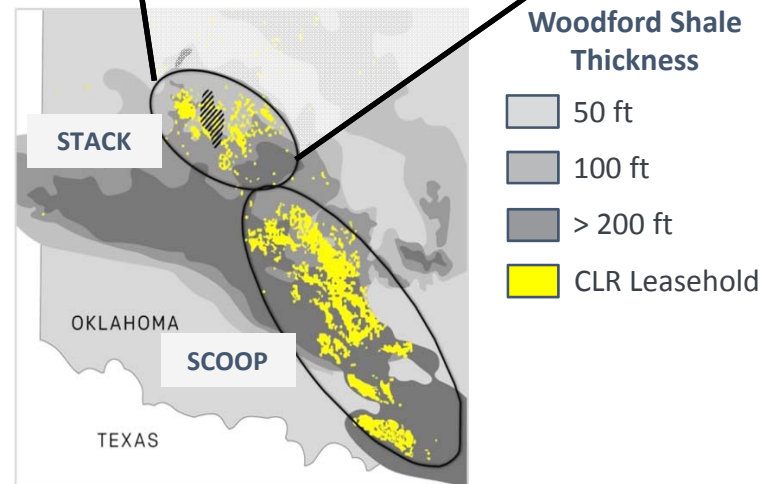 Woodford Shale
Thickness
50 ft
100 ft
> 200 ft
CLR Leasehold
STACK
OKLAHOMA
SCOOP
TEXAS